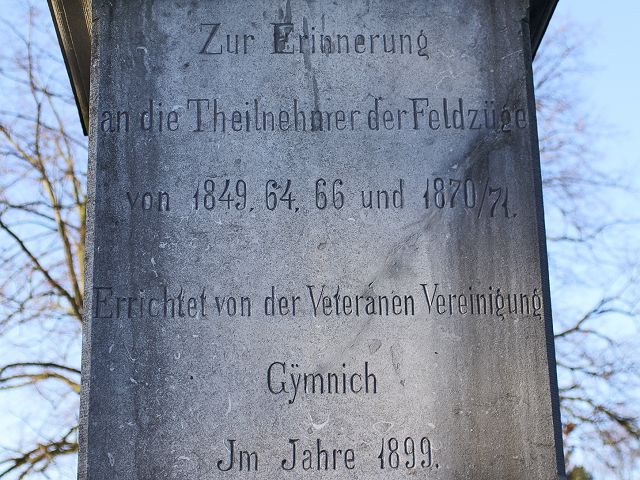 Zur Erinnerung
an die Theilnehmer der Feldzüge
von 1849, 64, 66 und 1870/71.
Errichtet von der Veteranen Vereinigung
Gÿmnich
Jm Jahre 1899.